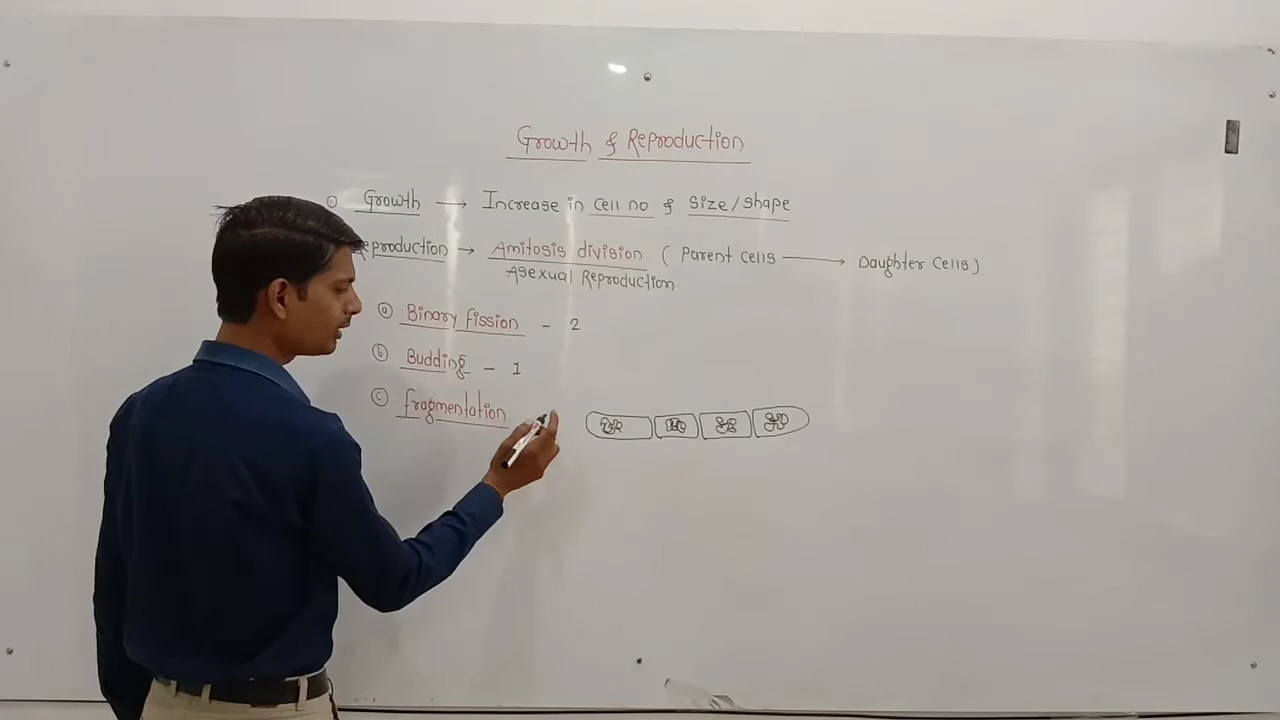 Growth & Reproduction
① Growth → Increase in cell no & Size/shape
Reproduction → Amitosis division ( Parent cells → Daughter cells)
Asexual Reproduction
ⓐ Binary fission - 2
ⓑ Budding - 1
ⓒ fragmentation